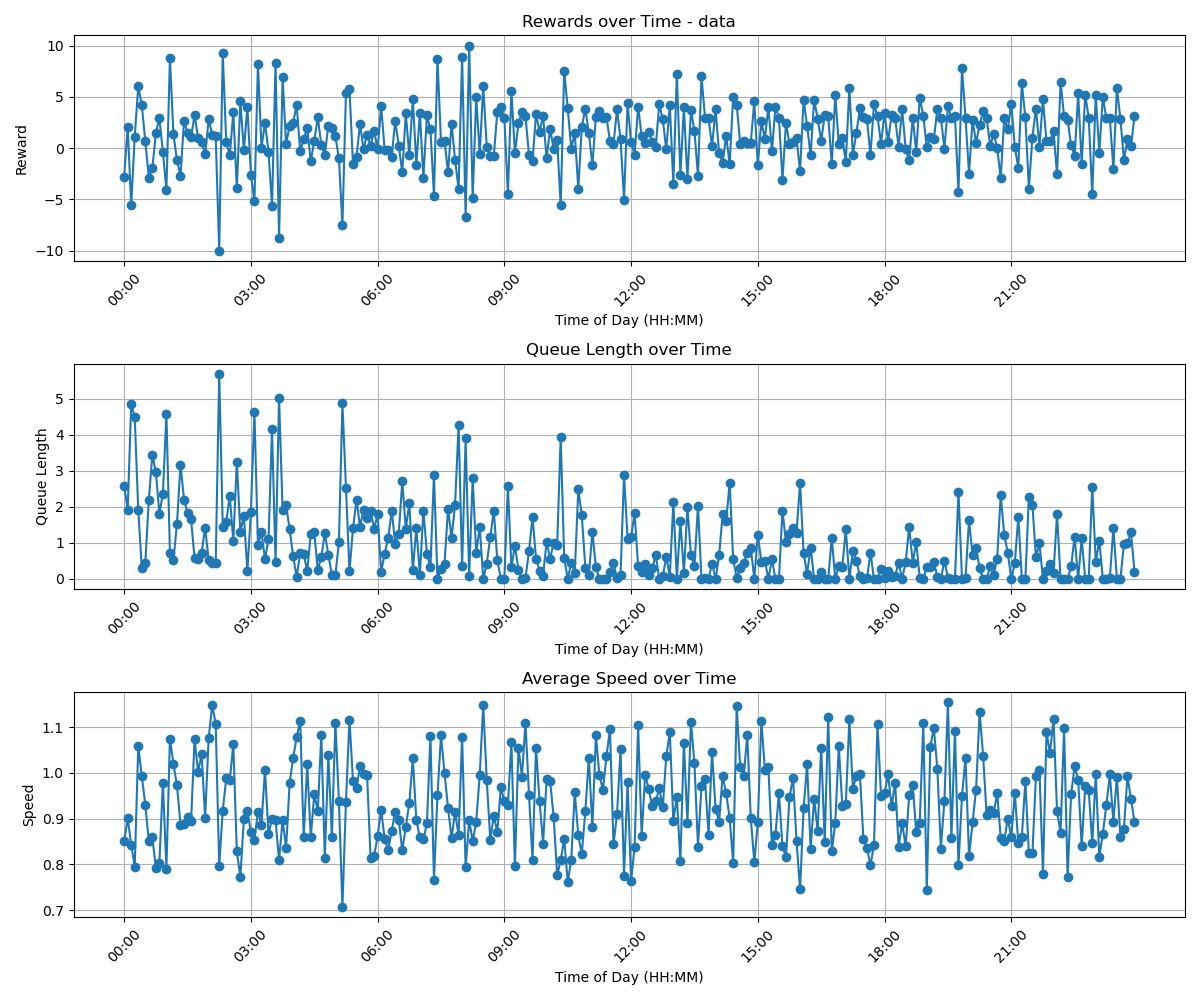 Rewards over Time - data
10
5
0
−5
−10
Reward
00:00 03:00 06:00 09:00 12:00 15:00 18:00 21:00
Time of Day (HH:MM)
Queue Length over Time
5
4
3
2
1
0
Queue Length
00:00 03:00 06:00 09:00 12:00 15:00 18:00 21:00
Time of Day (HH:MM)
Average Speed over Time
1.1
1.0
0.9
0.8
0.7
Speed
00:00 03:00 06:00 09:00 12:00 15:00 18:00 21:00
Time of Day (HH:MM)